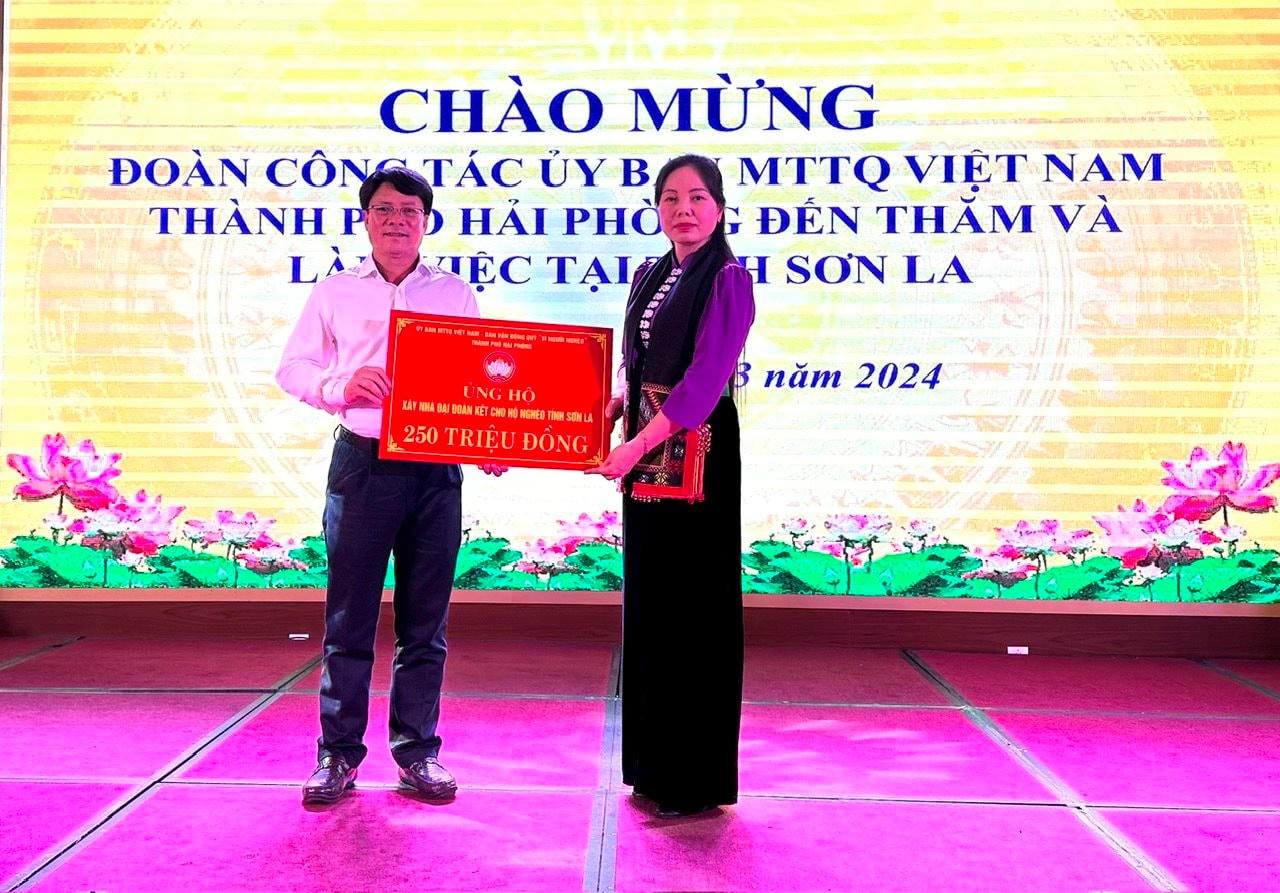 CHÀO MỪNG
ĐOÀN CÔNG TÁC ỦY BAN MTTQ VIỆT NAM
THÀNH PHỐ HẢI PHÒNG ĐẾN THĂM VÀ
LÀM VIỆC TẠI TỈNH SƠN LA
3 năm 2024
ỦY BAN MTTQ VIỆT NAM - BAN VẬN ĐỘNG QUỸ "VÌ NGƯỜI NGHÈO"
THÀNH PHỐ HẢI PHÒNG
ỦNG HỘ
XÂY NHÀ ĐẠI ĐOÀN KẾT CHO HỘ NGHÈO TỈNH SƠN LA
250 TRIỆU ĐỒNG